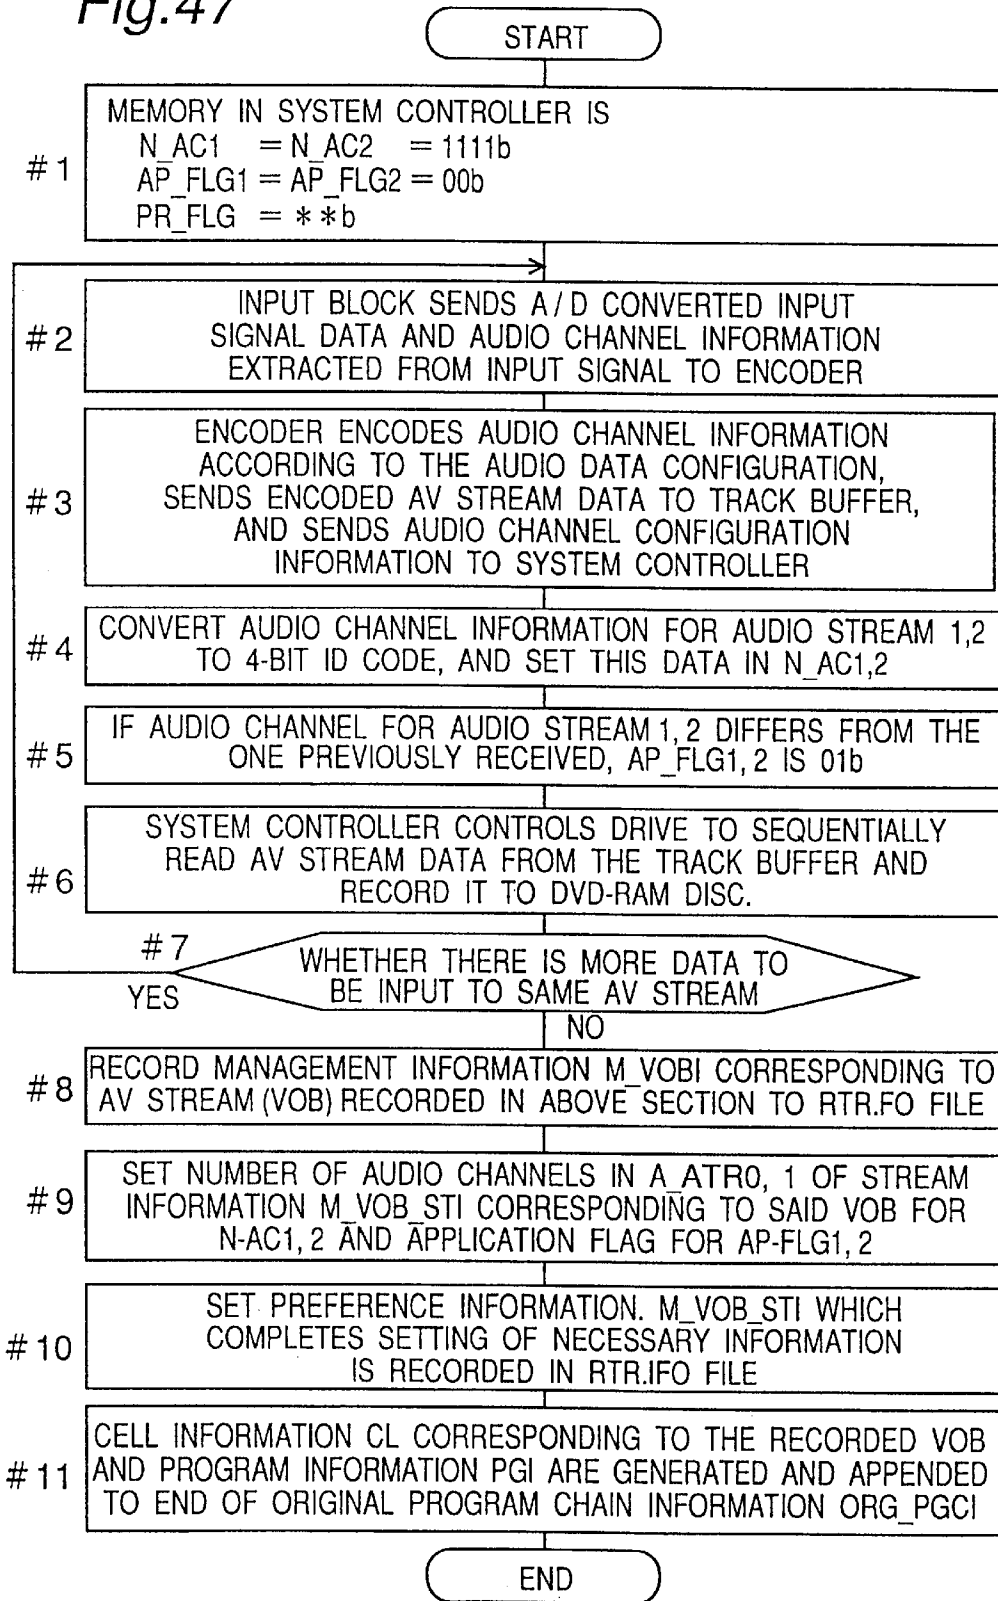 Fig.47
START
#1
MEMORY IN SYSTEM CONTROLLER IS
N_AC1 = N_AC2 = 1111b
AP_FLG1 = AP_FLG2 = 00b
PR_FLG = **b
#2
INPUT BLOCK SENDS A/D CONVERTED INPUT
SIGNAL DATA AND AUDIO CHANNEL INFORMATION
EXTRACTED FROM INPUT SIGNAL TO ENCODER
#3
ENCODER ENCODES AUDIO CHANNEL INFORMATION
ACCORDING TO THE AUDIO DATA CONFIGURATION,
SENDS ENCODED AV STREAM DATA TO TRACK BUFFER,
AND SENDS AUDIO CHANNEL CONFIGURATION
INFORMATION TO SYSTEM CONTROLLER
#4
CONVERT AUDIO CHANNEL INFORMATION FOR AUDIO STREAM 1,2
TO 4-BIT ID CODE, AND SET THIS DATA IN N_AC1,2
#5
IF AUDIO CHANNEL FOR AUDIO STREAM 1, 2 DIFFERS FROM THE
ONE PREVIOUSLY RECEIVED, AP_FLG1, 2 IS 01b
#6
SYSTEM CONTROLLER CONTROLS DRIVE TO SEQUENTIALLY
READ AV STREAM DATA FROM THE TRACK BUFFER AND
RECORD IT TO DVD-RAM DISC.
#7
WHETHER THERE IS MORE DATA TO
BE INPUT TO SAME AV STREAM
YES
NO
#8
RECORD MANAGEMENT INFORMATION M_VOBI CORRESPONDING TO
AV STREAM (VOB) RECORDED IN ABOVE SECTION TO RTR.FO FILE
#9
SET NUMBER OF AUDIO CHANNELS IN A_ATR0, 1 OF STREAM
INFORMATION M_VOB_STI CORRESPONDING TO SAID VOB FOR
N-AC1, 2 AND APPLICATION FLAG FOR AP-FLG1, 2
#10
SET PREFERENCE INFORMATION. M_VOB_STI WHICH
COMPLETES SETTING OF NECESSARY INFORMATION
IS RECORDED IN RTR.IFO FILE
#11
CELL INFORMATION CL CORRESPONDING TO THE RECORDED VOB
AND PROGRAM INFORMATION PGI ARE GENERATED AND APPENDED
TO END OF ORIGINAL PROGRAM CHAIN INFORMATION ORG_PGCI
END